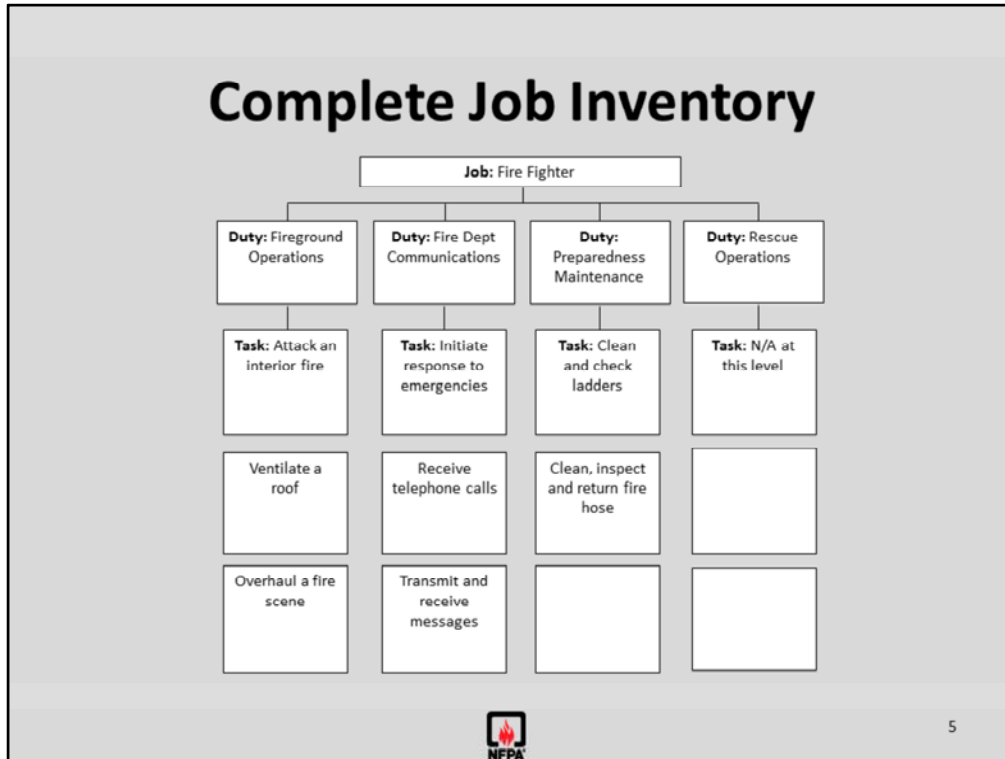 Complete Job Inventory
Job: Fire Fighter
Duty: Fireground
Operations
Duty: Fire Dept
Communications
Duty:
Preparedness
Maintenance
Duty: Rescue
Operations
Task: Attack an
interior fire
Task: Initiate
response to
emergencies
Task: Clean
and check
ladders
Task: N/A at
this level
Ventilate a
roof
Receive
telephone calls
Clean, inspect
and return fire
hose
Overhaul a fire
scene
Transmit and
receive
messages
NFPA
5